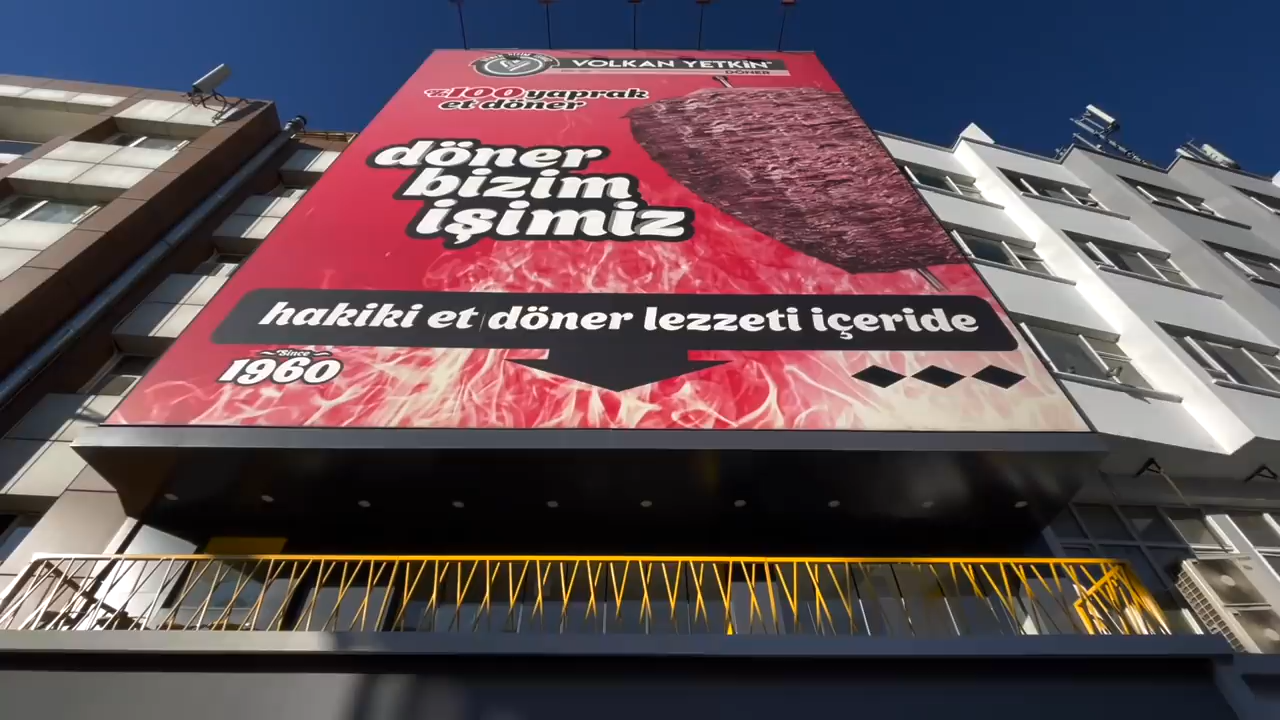 VOLKAN YETKİN
DÖNER
%100 yaprak
et döner
döner
bizim
işimiz
hakiki et döner lezzeti içeride
Since
1960